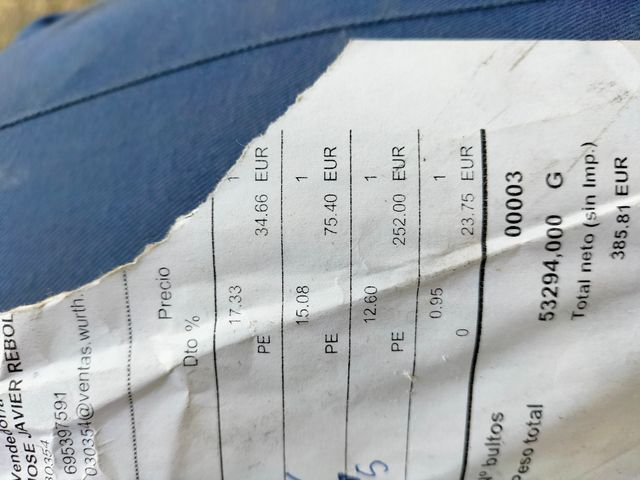 Vendedor/a
JOSE JAVIER REBOL
30354
695397591
030354@ventas.wurth.
Precio
Dto %
17.33 1
PE 34.66 EUR
15.08 1
PE 75.40 EUR
12.60 1
PE 252.00 EUR
0.95 1
0 23.75 EUR
Nº bultos 00003
Peso total 53294,000 G
Total neto (sin Imp.)
385.81 EUR